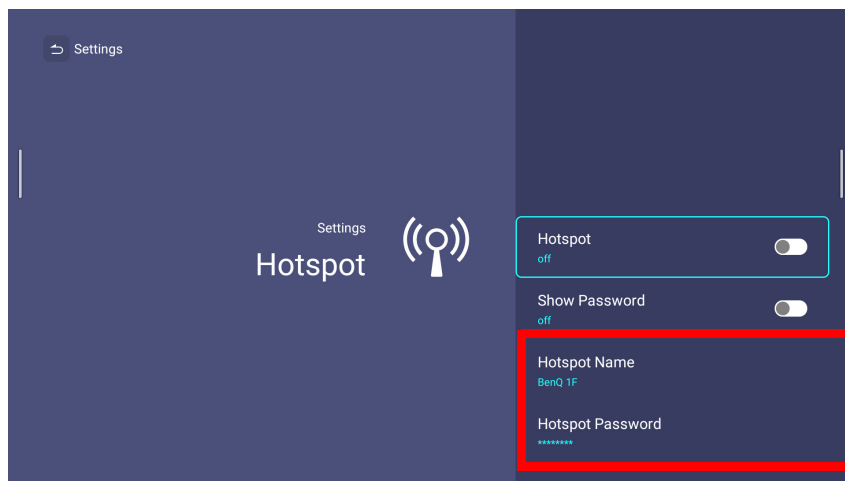 Settings
Settings
Hotspot
Hotspot
off
Show Password
off
Hotspot Name
BenQ 1F
Hotspot Password
********